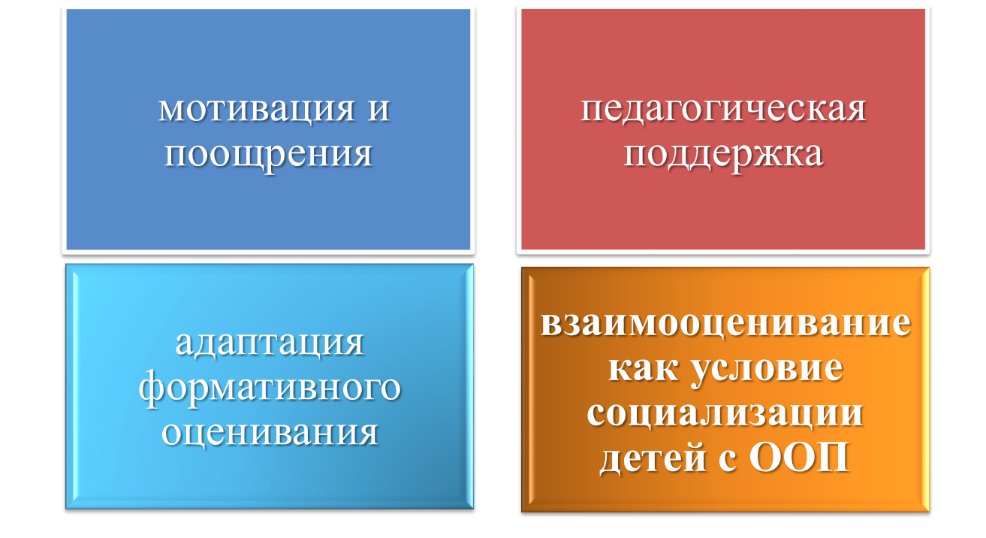 мотивация и
поощрения
педагогическая
поддержка
адаптация
формативного
оценивания
взаимооценивание
как условие
социализации
детей с ООП